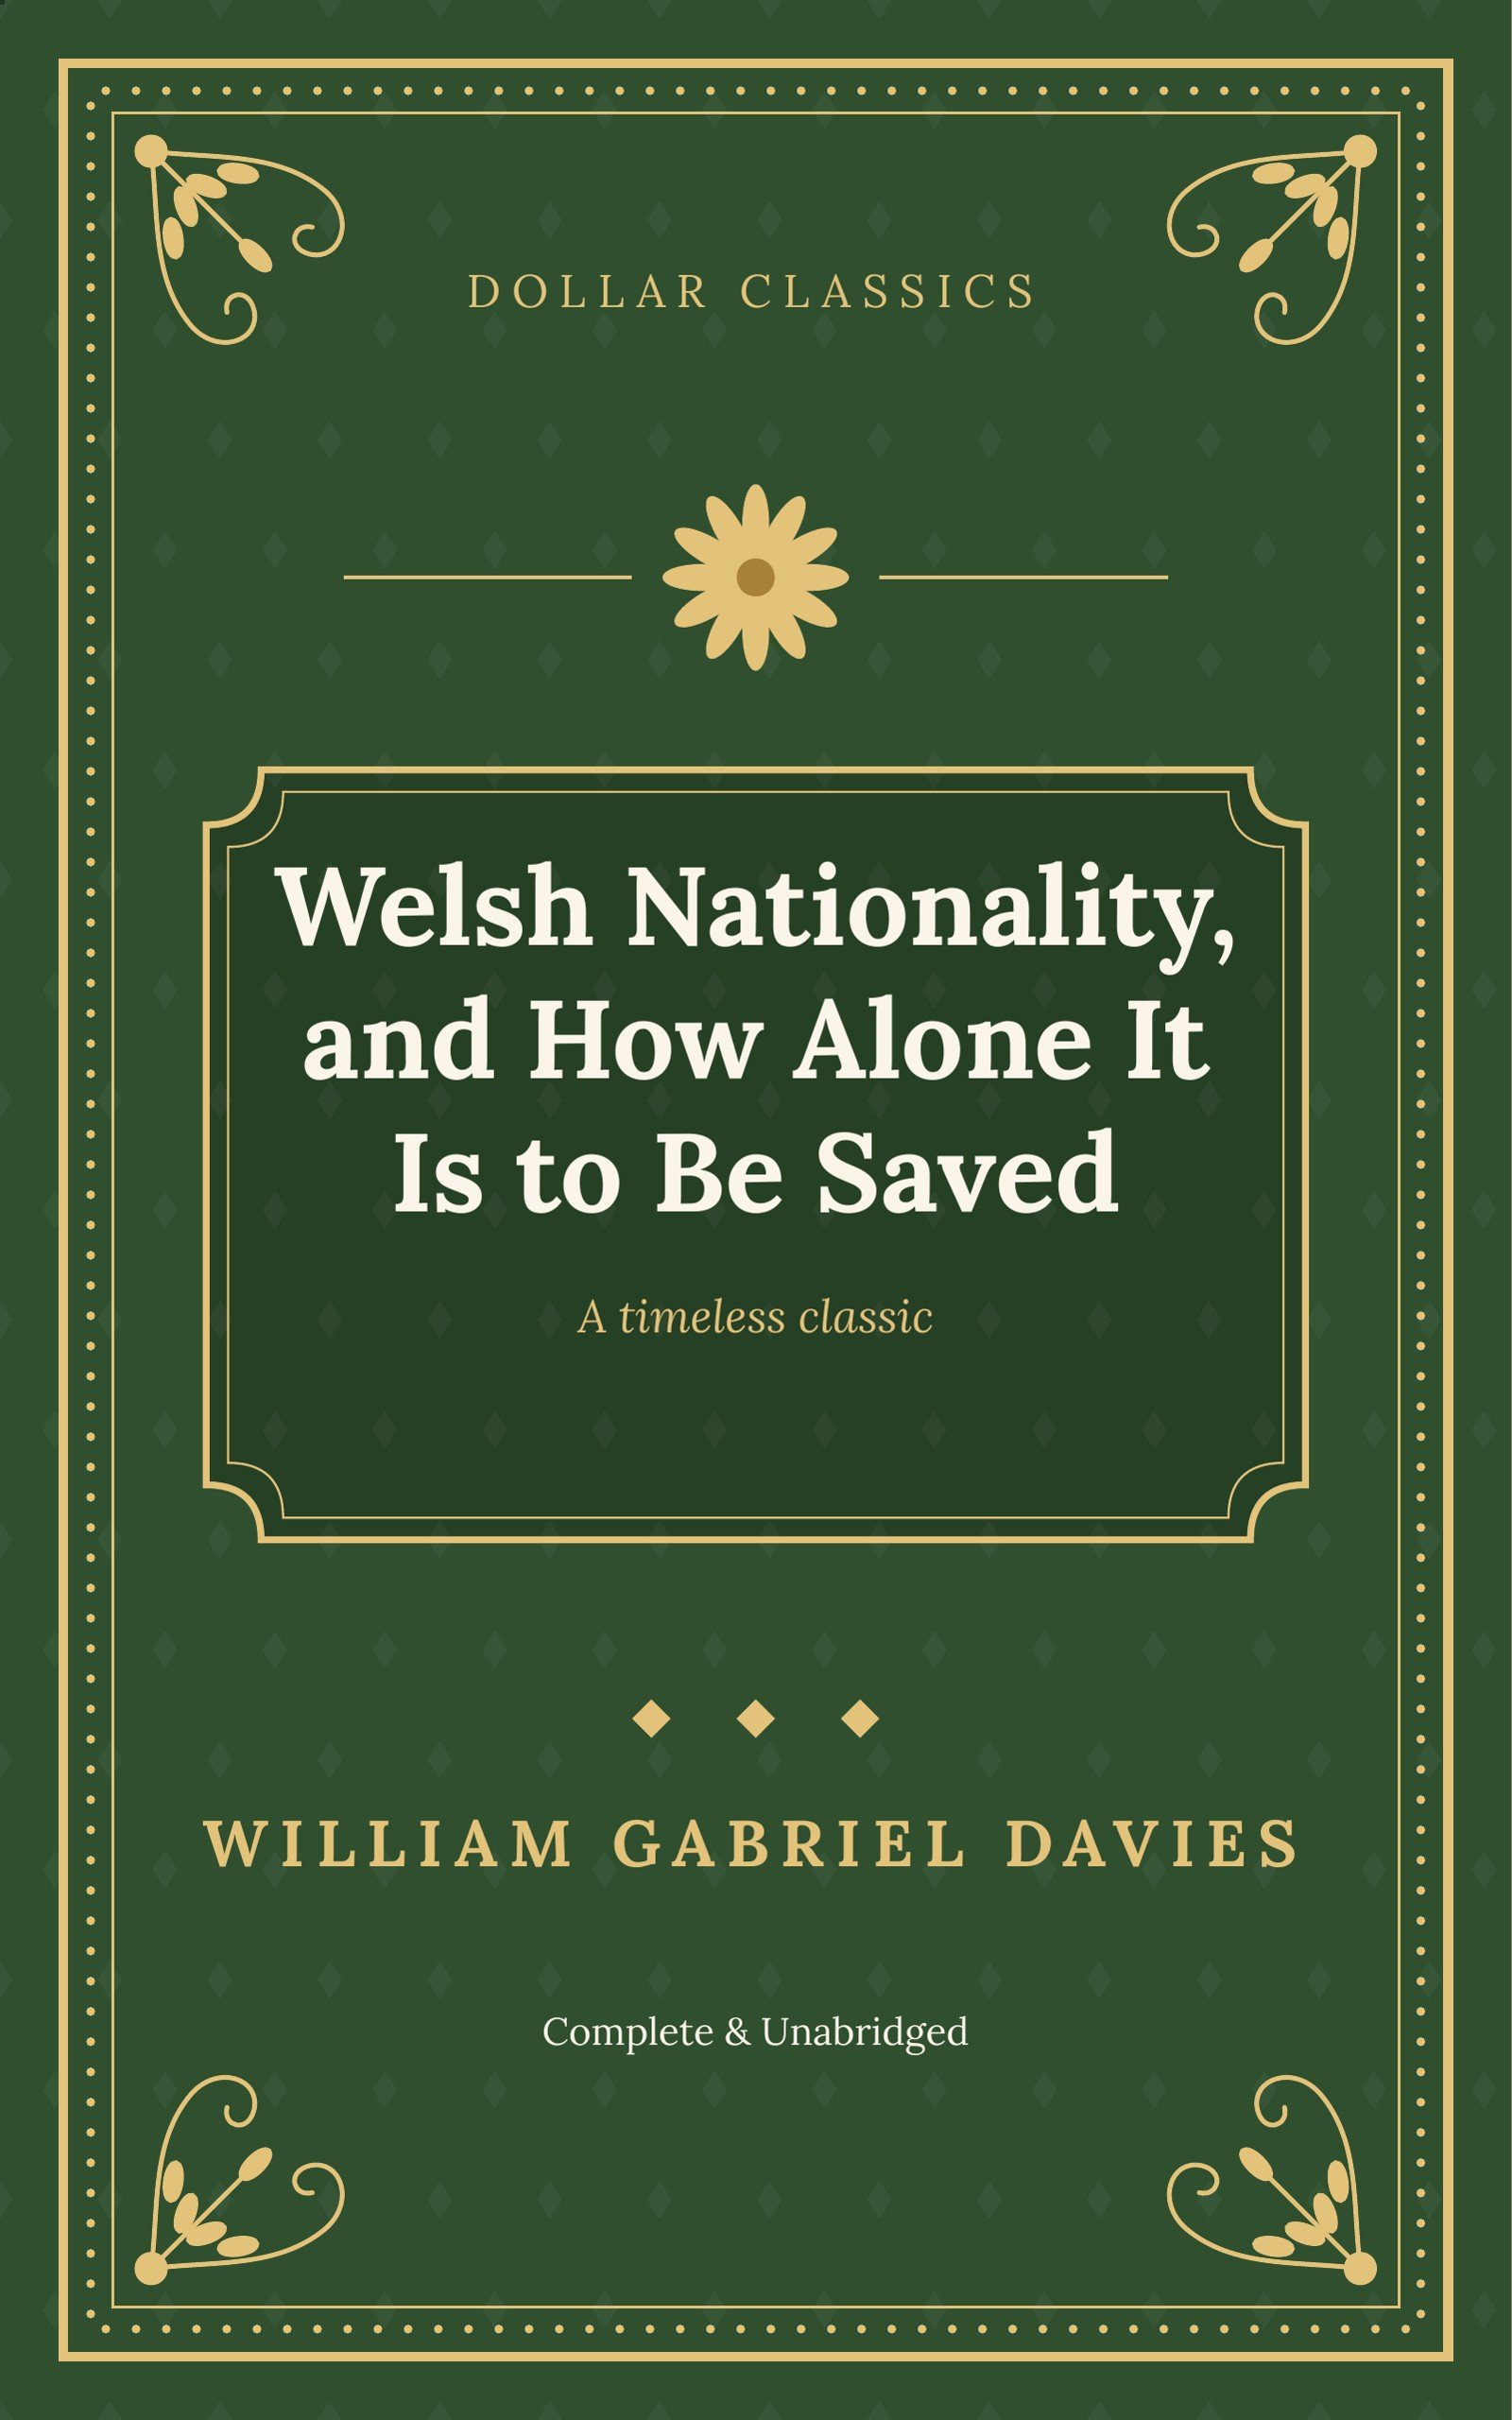 DOLLAR CLASSICS
Welsh Nationality,
and How Alone It
Is to Be Saved
A timeless classic
WILLIAM GABRIEL DAVIES
Complete & Unabridged